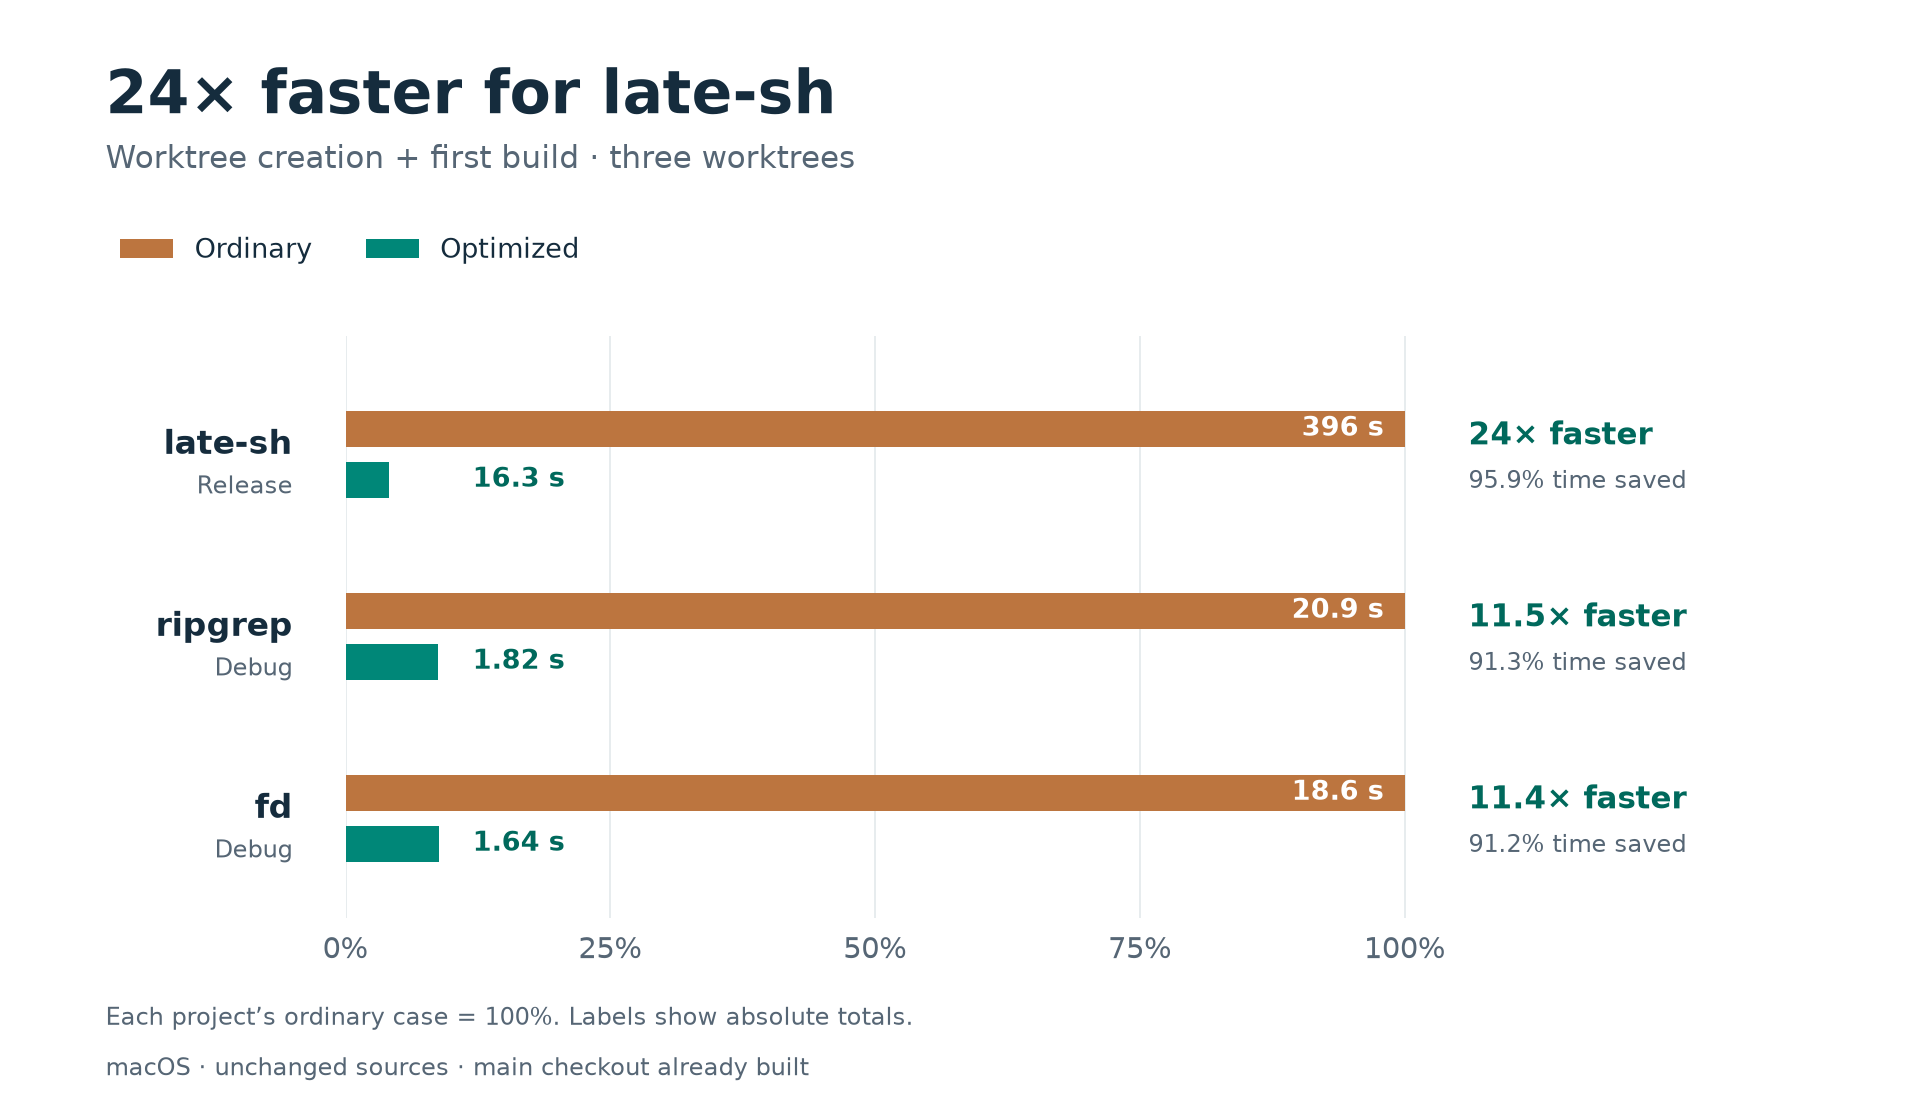 24× faster for late-sh
Worktree creation + first build · three worktrees
Ordinary
Optimized
late-sh
Release
396 s
16.3 s
24× faster
95.9% time saved
ripgrep
Debug
20.9 s
1.82 s
11.5× faster
91.3% time saved
fd
Debug
18.6 s
1.64 s
11.4× faster
91.2% time saved
0% 25% 50% 75% 100%
Each project’s ordinary case = 100%. Labels show absolute totals.
macOS · unchanged sources · main checkout already built